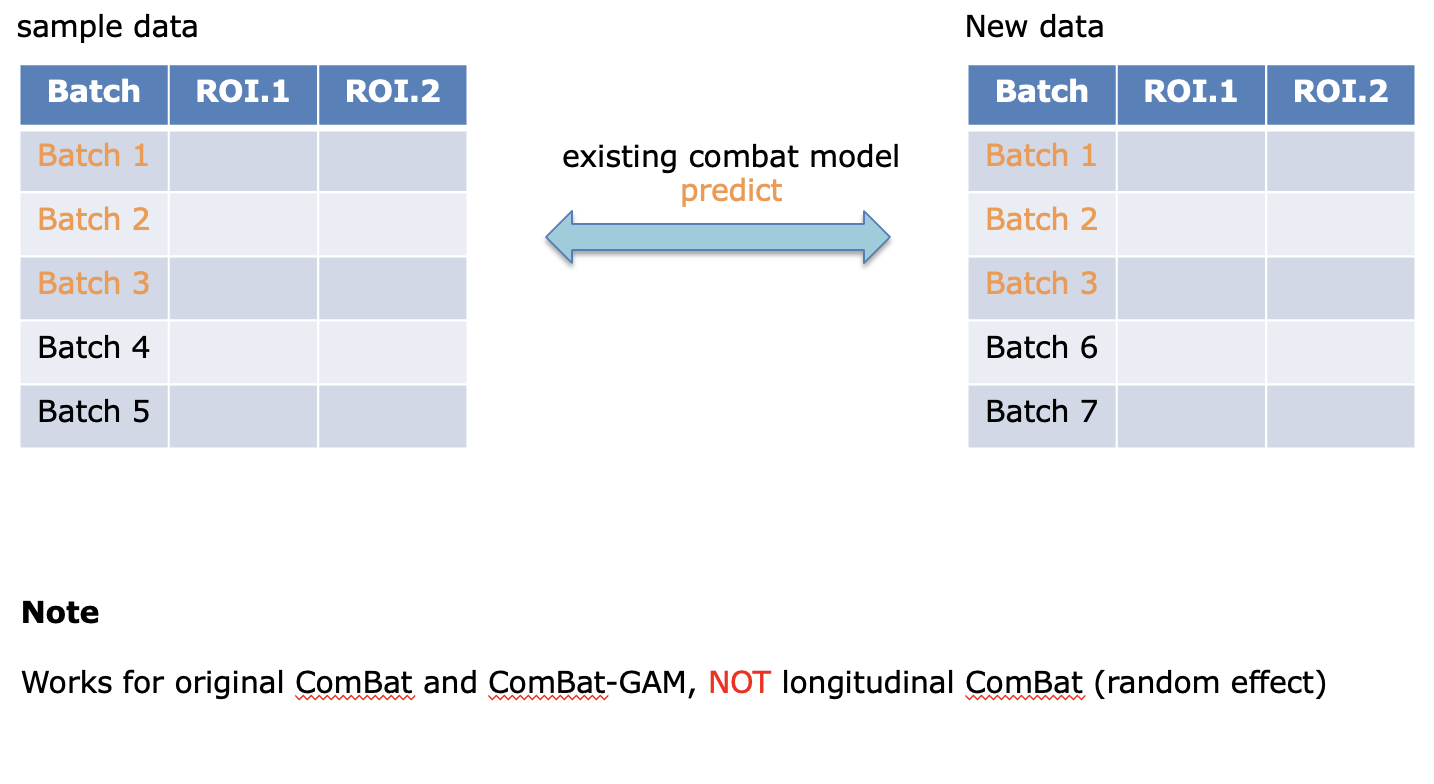 sample data
New data
Batch ROI.1 ROI.2
Batch 1
Batch 2
Batch 3
Batch 4
Batch 5
existing combat model
predict
Batch ROI.1 ROI.2
Batch 1
Batch 2
Batch 3
Batch 6
Batch 7
Note
Works for original ComBat and ComBat-GAM, NOT longitudinal ComBat (random effect)